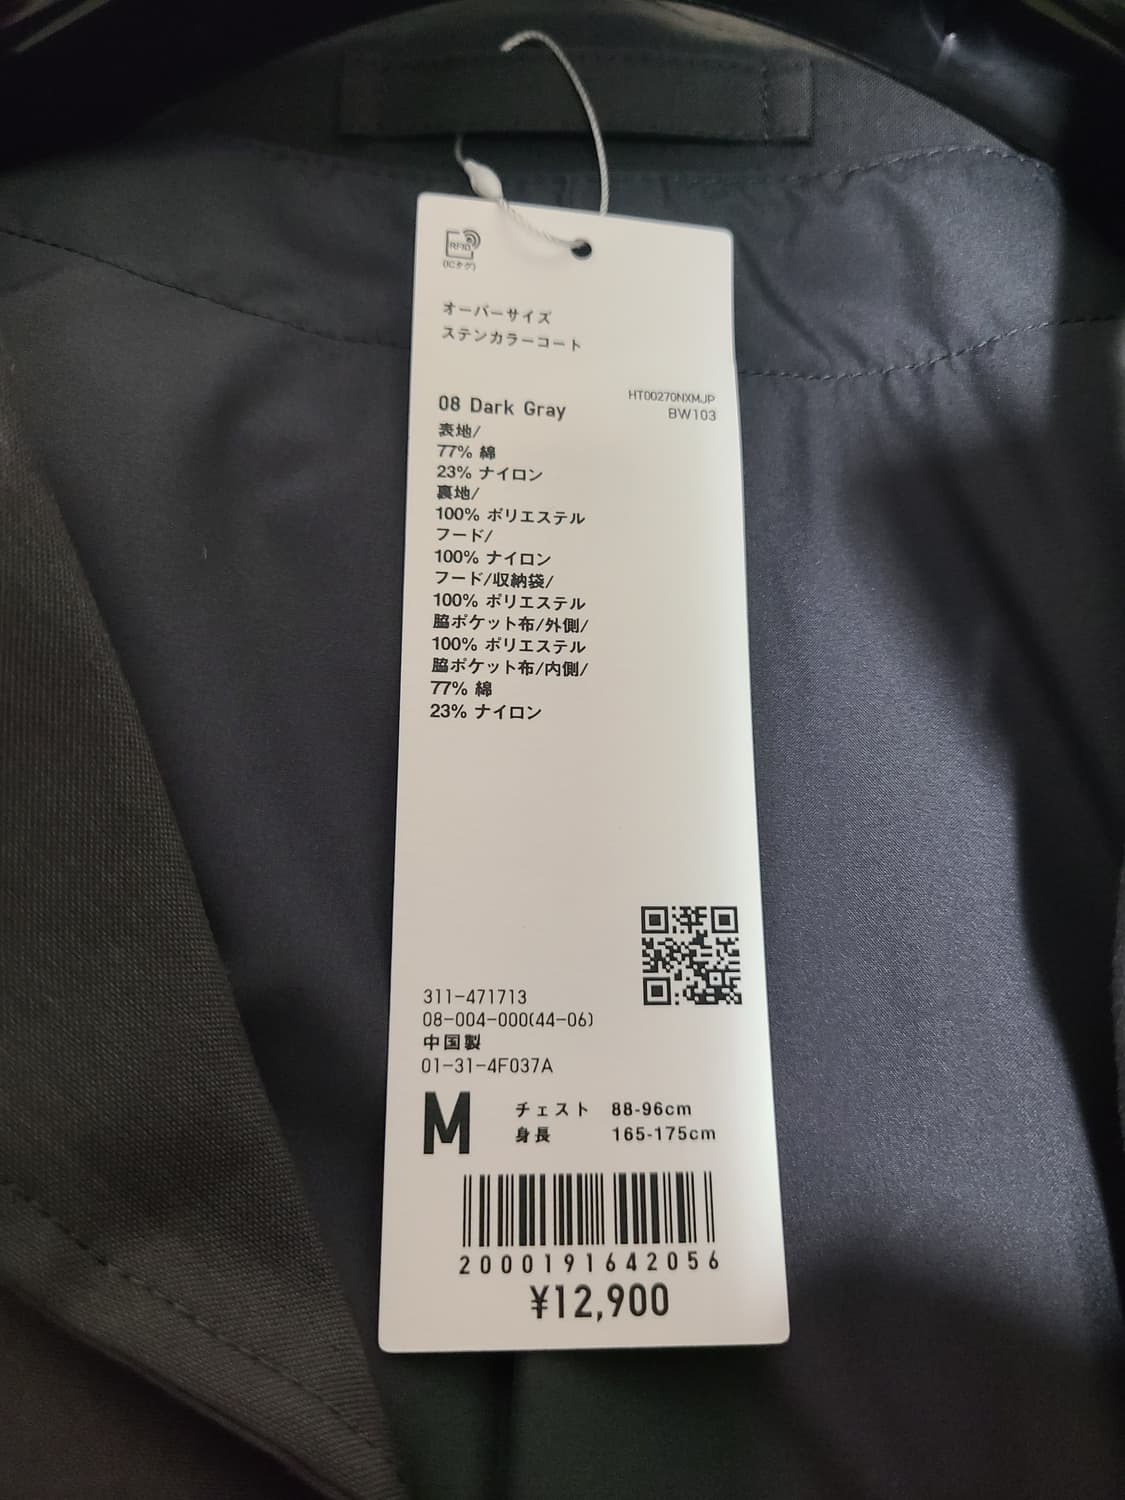 RFID
(ICタグ)
オーバーサイズ
ステンカラーコート
HT00270NXMJP
08 Dark Gray
BW103
表地/
77% 綿
23% ナイロン
裏地/
100% ポリエステル
フード/
100% ナイロン
フード/収納袋/
100% ポリエステル
脇ポケット布/外側/
100% ポリエステル
脇ポケット布/内側/
77% 綿
23% ナイロン
311-471713
08-004-000(44-06)
中国製
01-31-4F037A
M
チェスト 88-96cm
身長 165-175cm
2000191642056
¥12,900